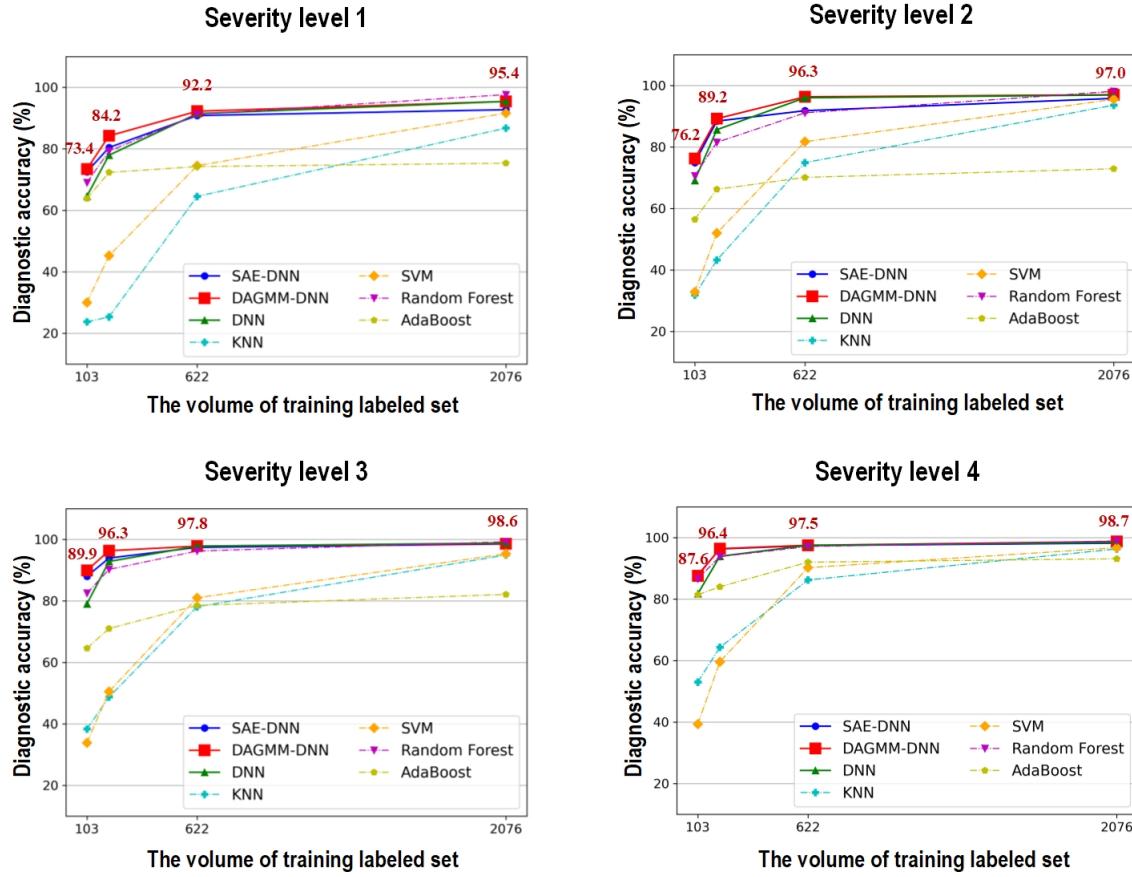 Severity level 1
Diagnostic accuracy (%)
100
80
60
40
20
73.4
84.2
92.2
95.4
SAE-DNN
DAGMM-DNN
DNN
KNN
SVM
Random Forest
AdaBoost
103
622
2076
The volume of training labeled set
Severity level 2
Diagnostic accuracy (%)
100
80
60
40
20
76.2
89.2
96.3
97.0
SAE-DNN
DAGMM-DNN
DNN
KNN
SVM
Random Forest
AdaBoost
103
622
2076
The volume of training labeled set
Severity level 3
Diagnostic accuracy (%)
100
80
60
40
20
89.9
96.3
97.8
98.6
SAE-DNN
DAGMM-DNN
DNN
KNN
SVM
Random Forest
AdaBoost
103
622
2076
The volume of training labeled set
Severity level 4
Diagnostic accuracy (%)
100
80
60
40
20
87.6
96.4
97.5
98.7
SAE-DNN
DAGMM-DNN
DNN
KNN
SVM
Random Forest
AdaBoost
103
622
2076
The volume of training labeled set